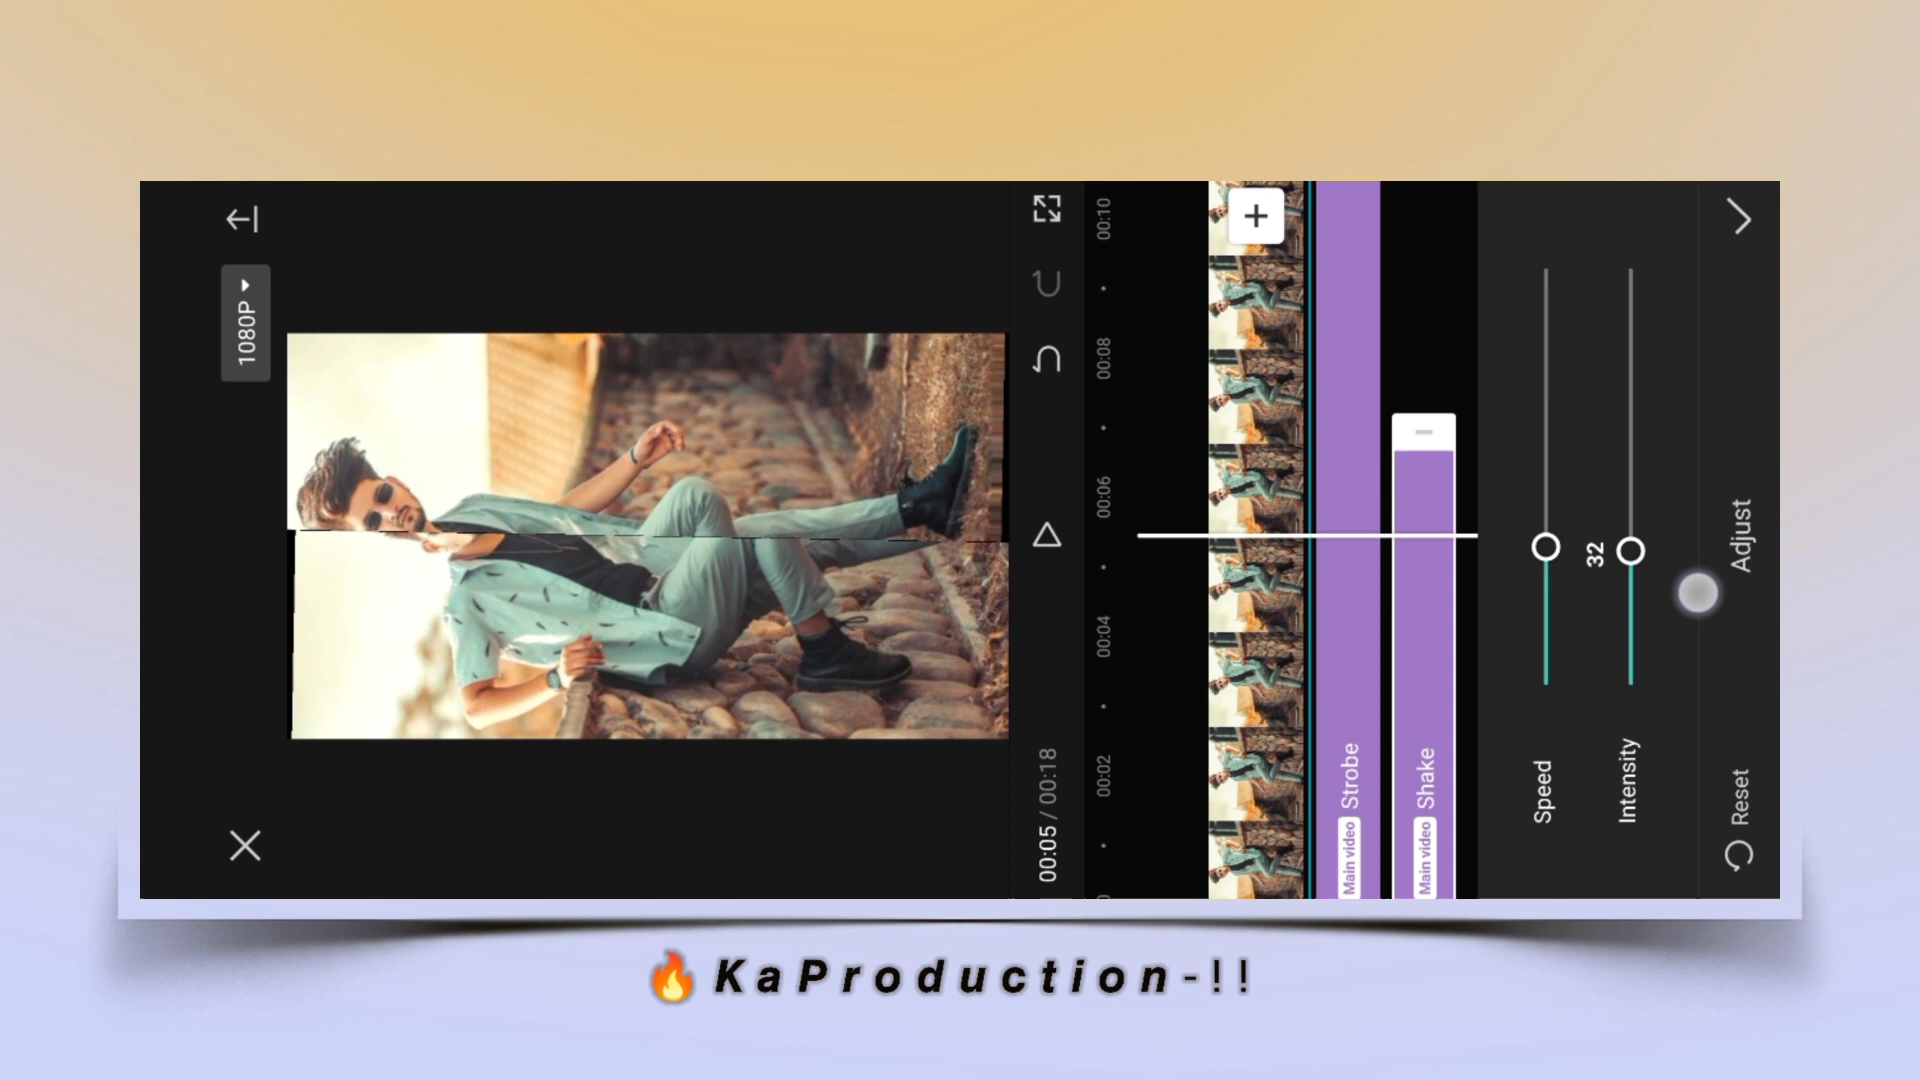 1080P
00:05 / 00:18
00:02
00:04
00:06
00:08
00:10
Main video Strobe
Main video Shake
Speed
32
Intensity
Reset
Adjust
🔥 KaProduction-!!